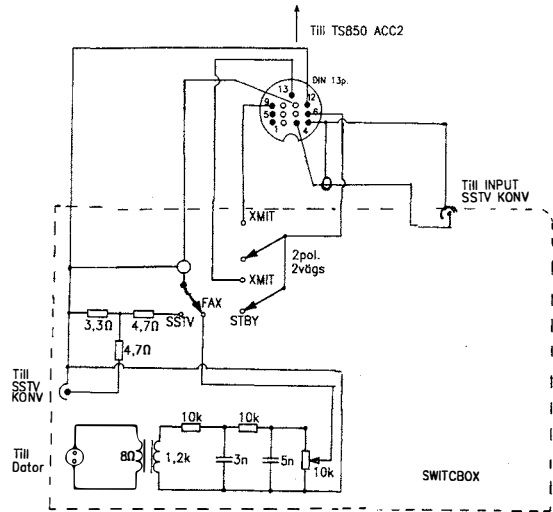 Till TS850 ACC2
DIN 13p.
13
9
12
5
6
1
4
Till INPUT
SSTV KONV
XMIT
2pol.
2vägs
XMIT
FAX
SSTV
STBY
3,3Ω
4,7Ω
4,7Ω
Till
SSTV
KONV
10k
10k
Till
Dator
8Ω
1,2k
3n
5n
10k
SWITCBOX